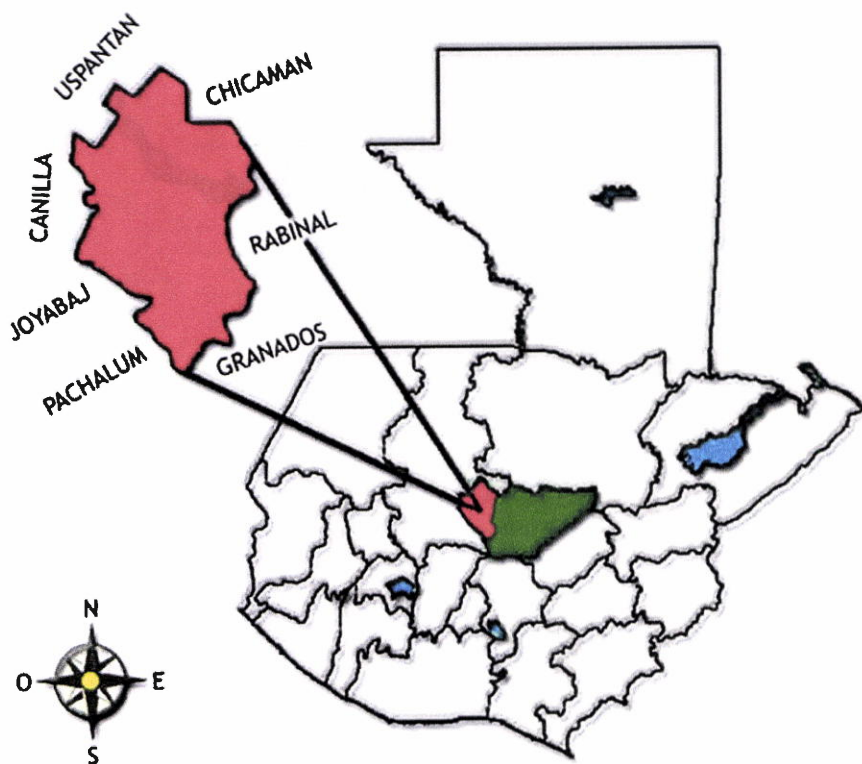 USPANTAN
CHICAMAN
CANILLA
RABINAL
JOYABAJ
GRANADOS
PACHALUM
N
O
E
S